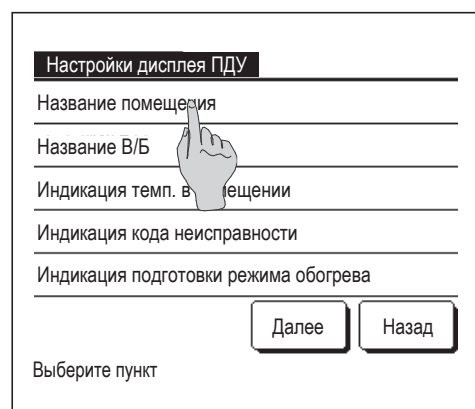 Настройки дисплея ПДУ
Название помещения
Название В/Б
Индикация темп. в помещении
Индикация кода неисправности
Индикация подготовки режима обогрева
Далее Назад
Выберите пункт